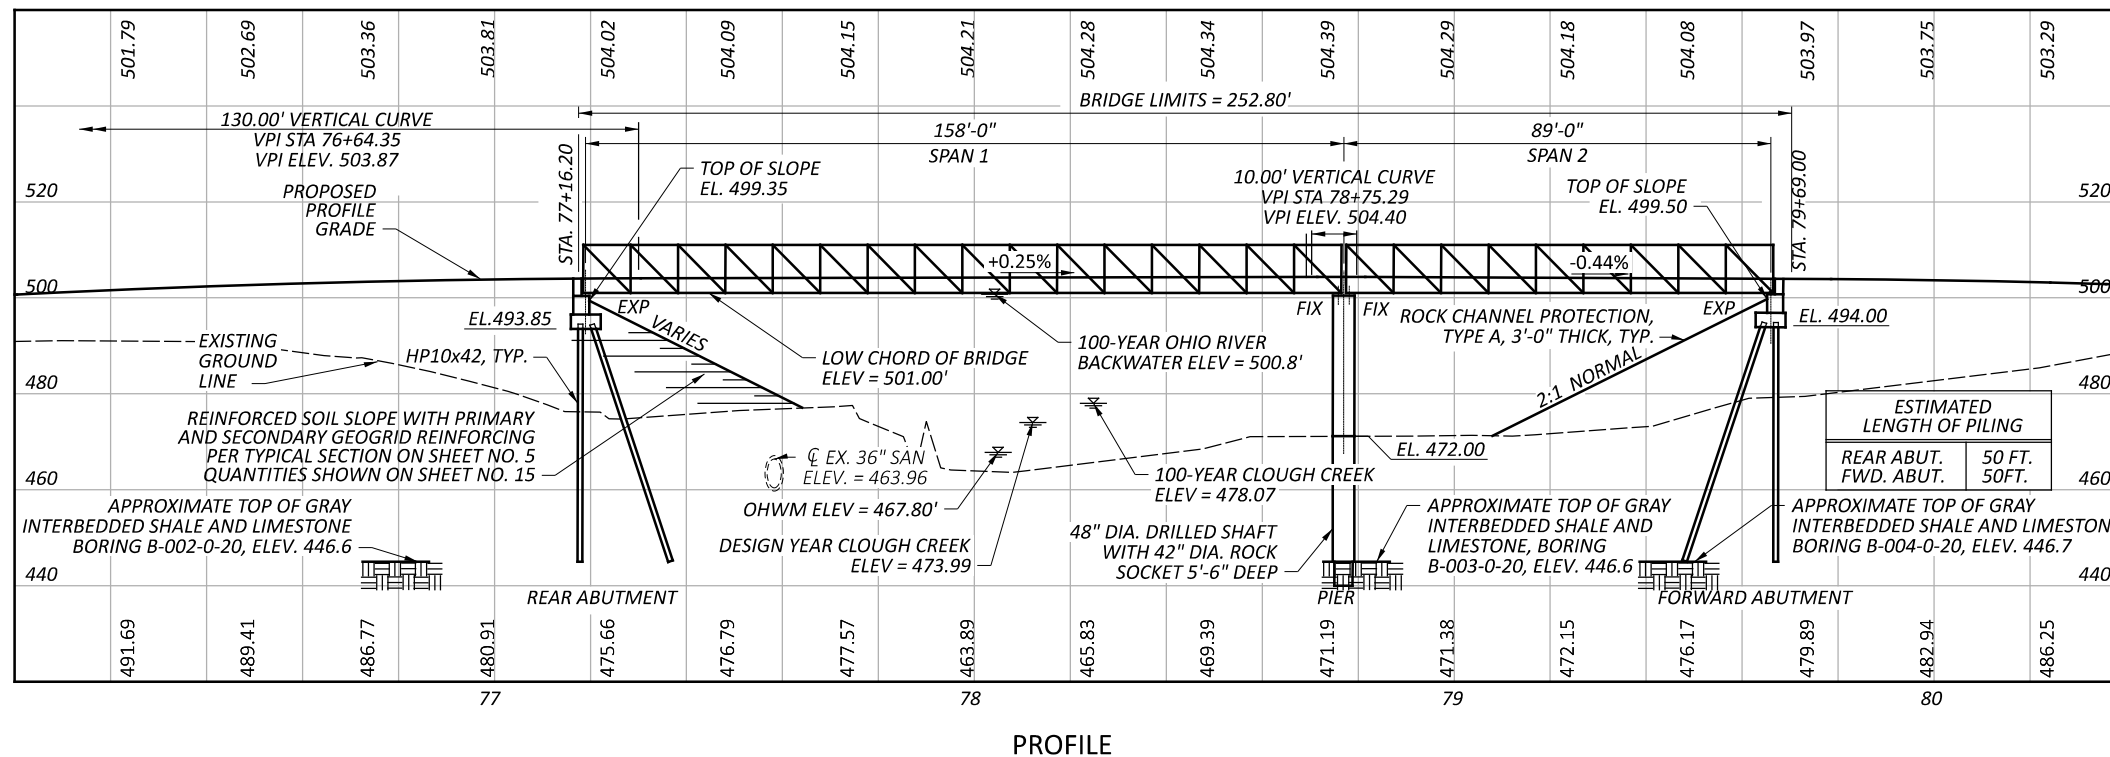 501.79
502.69
503.36
503.81
504.02
504.09
504.15
504.21
504.28
504.34
504.39
504.29
504.18
504.08
503.97
503.75
503.29
BRIDGE LIMITS = 252.80'
130.00' VERTICAL CURVE
VPI STA 76+64.35
VPI ELEV. 503.87
158'-0"
SPAN 1
89'-0"
SPAN 2
STA. 77+16.20
TOP OF SLOPE
EL. 499.35
10.00' VERTICAL CURVE
VPI STA 78+75.29
VPI ELEV. 504.40
TOP OF SLOPE
EL. 499.50
STA. 79+69.00
520
520
PROPOSED
PROFILE
GRADE
+0.25%
-0.44%
500
500
EXP
FIX
FIX
EXP
EL.493.85
VARIES
ROCK CHANNEL PROTECTION,
TYPE A, 3'-0" THICK, TYP.
EL. 494.00
EXISTING
GROUND
LINE
HP10x42, TYP.
LOW CHORD OF BRIDGE
ELEV = 501.00'
100-YEAR OHIO RIVER
BACKWATER ELEV = 500.8'
2:1 NORMAL
480
480
ESTIMATED
LENGTH OF PILING
REAR ABUT. 50 FT.
FWD. ABUT. 50FT.
REINFORCED SOIL SLOPE WITH PRIMARY
AND SECONDARY GEOGRID REINFORCING
PER TYPICAL SECTION ON SHEET NO. 5
QUANTITIES SHOWN ON SHEET NO. 15
℄ EX. 36" SAN
ELEV. = 463.96
EL. 472.00
100-YEAR CLOUGH CREEK
ELEV = 478.07
460
460
OHWM ELEV = 467.80'
APPROXIMATE TOP OF GRAY
INTERBEDDED SHALE AND LIMESTONE
BORING B-002-0-20, ELEV. 446.6
DESIGN YEAR CLOUGH CREEK
ELEV = 473.99
48" DIA. DRILLED SHAFT
WITH 42" DIA. ROCK
SOCKET 5'-6" DEEP
APPROXIMATE TOP OF GRAY
INTERBEDDED SHALE AND
LIMESTONE, BORING
B-003-0-20, ELEV. 446.6
APPROXIMATE TOP OF GRAY
INTERBEDDED SHALE AND LIMESTON
BORING B-004-0-20, ELEV. 446.7
440
440
REAR ABUTMENT
PIER
FORWARD ABUTMENT
491.69
489.41
486.77
480.91
475.66
476.79
477.57
463.89
465.83
469.39
471.19
471.38
472.15
476.17
479.89
482.94
486.25
77
78
79
80
PROFILE